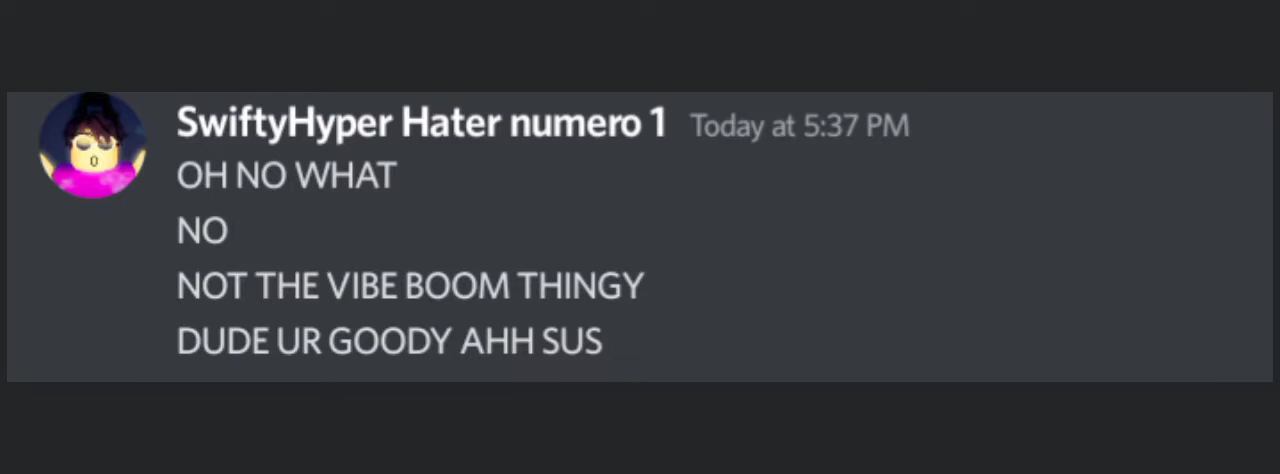 SwiftyHyper Hater numero 1 Today at 5:37 PM
OH NO WHAT
NO
NOT THE VIBE BOOM THINGY
DUDE UR GOODY AHH SUS